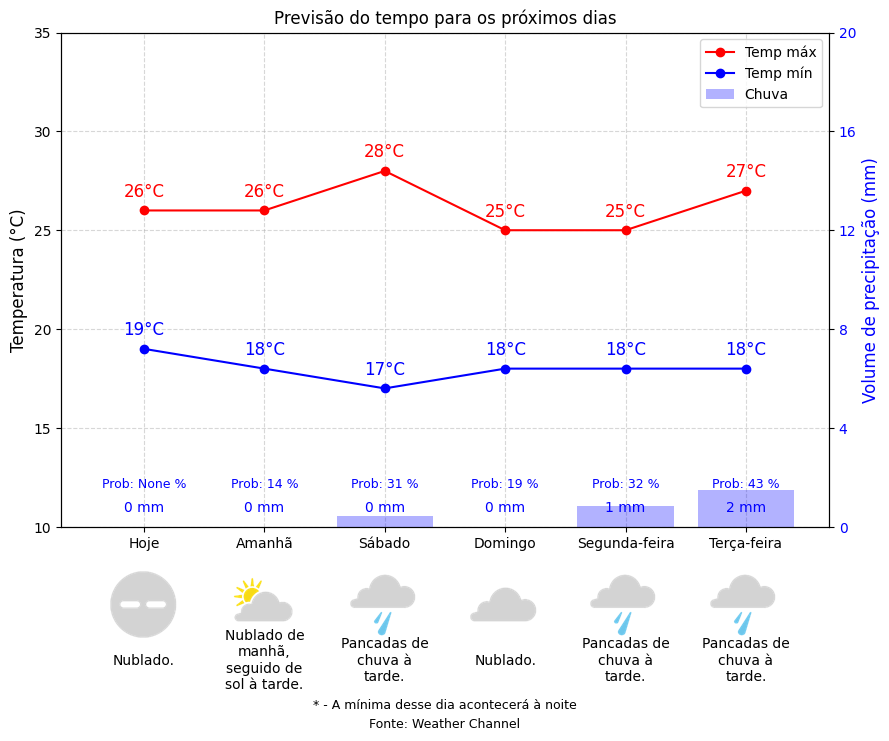 Previsão do tempo para os próximos dias
Temp máx
Temp mín
Chuva
Temperatura (°C)
Volume de precipitação (mm)
35
30
25
20
15
10
20
16
12
8
4
0
26°C 26°C 28°C 25°C 25°C 27°C
19°C 18°C 17°C 18°C 18°C 18°C
Prob: None % Prob: 14 % Prob: 31 % Prob: 19 % Prob: 32 % Prob: 43 %
0 mm 0 mm 0 mm 0 mm 1 mm 2 mm
Hoje Amanhã Sábado Domingo Segunda-feira Terça-feira
Nublado.
Nublado de
manhã,
seguido de
sol à tarde.
Pancadas de
chuva à
tarde.
Nublado.
Pancadas de
chuva à
tarde.
Pancadas de
chuva à
tarde.
* - A mínima desse dia acontecerá à noite
Fonte: Weather Channel